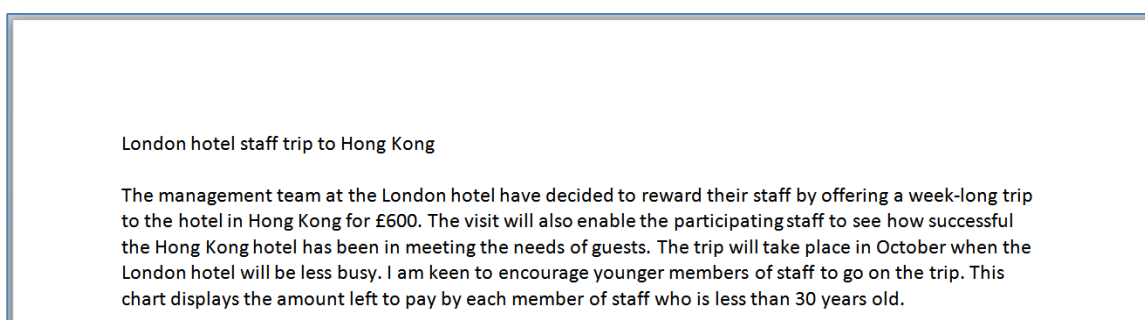 London hotel staff trip to Hong Kong
The management team at the London hotel have decided to reward their staff by offering a week-long trip
to the hotel in Hong Kong for £600. The visit will also enable the participating staff to see how successful
the Hong Kong hotel has been in meeting the needs of guests. The trip will take place in October when the
London hotel will be less busy. I am keen to encourage younger members of staff to go on the trip. This
chart displays the amount left to pay by each member of staff who is less than 30 years old.